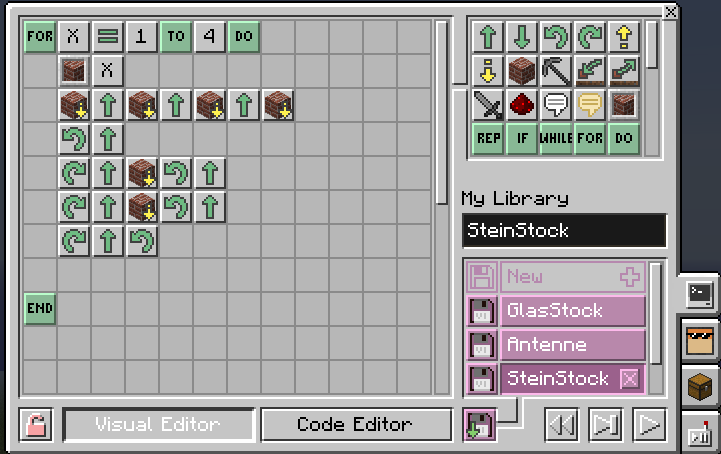 FOR X = 1 TO 4 DO
X
END
REP IF WHILE FOR DO
My Library
SteinStock
New
GlasStock
Antenne
SteinStock
Visual Editor
Code Editor